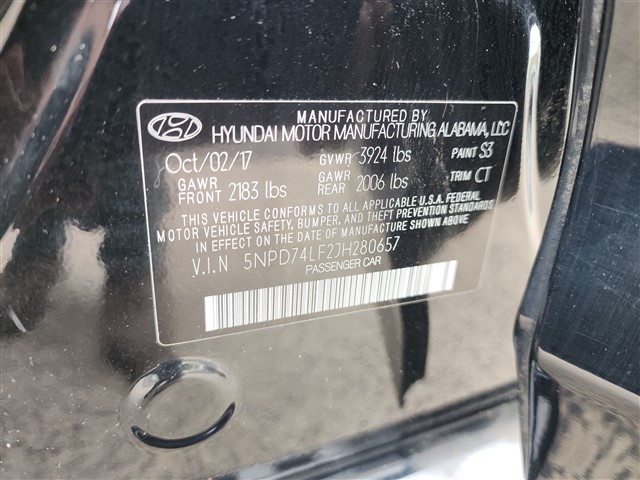 MANUFACTURED BY
HYUNDAI MOTOR MANUFACTURING ALABAMA, LLC
Oct/02/17 GVWR 3924 lbs PAINT S3
GAWR FRONT 2183 lbs GAWR REAR 2006 lbs TRIM CT
THIS VEHICLE CONFORMS TO ALL APPLICABLE U.S.A. FEDERAL
MOTOR VEHICLE SAFETY, BUMPER, AND THEFT PREVENTION STANDARDS
IN EFFECT ON THE DATE OF MANUFACTURE SHOWN ABOVE.
V.I.N 5NPD74LF2JH280657
PASSENGER CAR